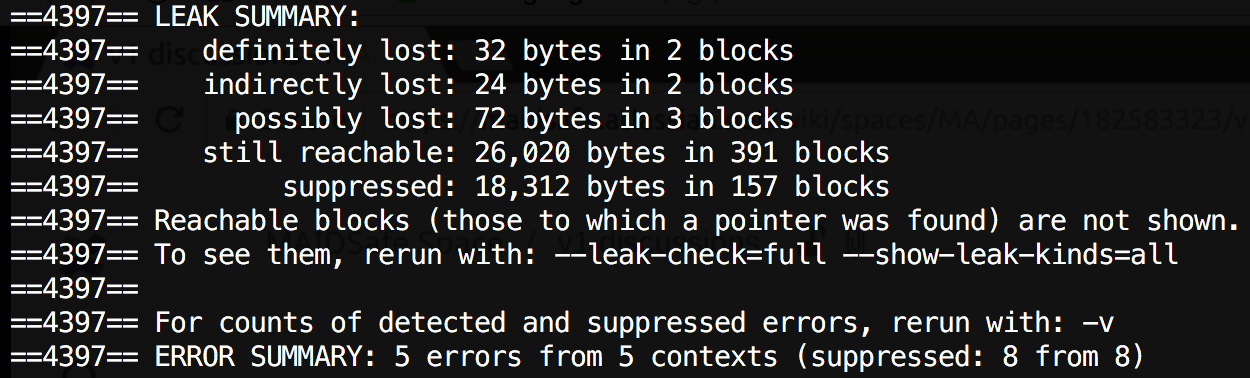 ==4397== LEAK SUMMARY:
==4397==    definitely lost: 32 bytes in 2 blocks
==4397==    indirectly lost: 24 bytes in 2 blocks
==4397==      possibly lost: 72 bytes in 3 blocks
==4397==    still reachable: 26,020 bytes in 391 blocks
==4397==         suppressed: 18,312 bytes in 157 blocks
==4397== Reachable blocks (those to which a pointer was found) are not shown.
==4397== To see them, rerun with: --leak-check=full --show-leak-kinds=all
==4397==
==4397== For counts of detected and suppressed errors, rerun with: -v
==4397== ERROR SUMMARY: 5 errors from 5 contexts (suppressed: 8 from 8)